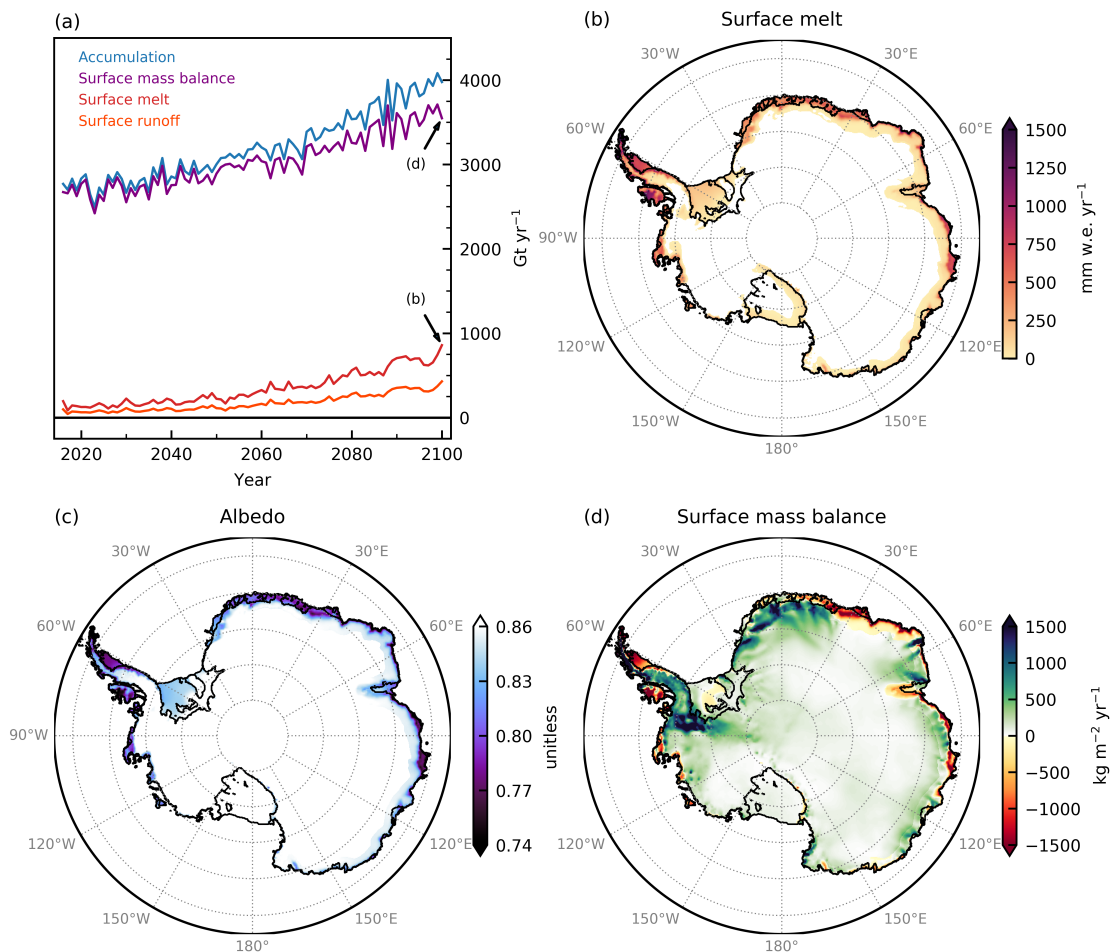 (a)
Accumulation
Surface mass balance
Surface melt
Surface runoff
(d)
(b)
4000
3000
2000
1000
0
Gt yr⁻¹
2020 2040 2060 2080 2100
Year
(b) Surface melt
30°W 30°E
60°W 60°E
90°W
120°W 120°E
150°W 150°E
180°
1500
1250
1000
750
500
250
0
mm w.e. yr⁻¹
(c) Albedo
30°W 30°E
60°W 60°E
90°W
120°W 120°E
150°W 150°E
180°
0.86
0.83
0.80
0.77
0.74
unitless
(d) Surface mass balance
30°W 30°E
60°W 60°E
90°W
120°W 120°E
150°W 150°E
180°
1500
1000
500
0
−500
−1000
−1500
kg m⁻² yr⁻¹